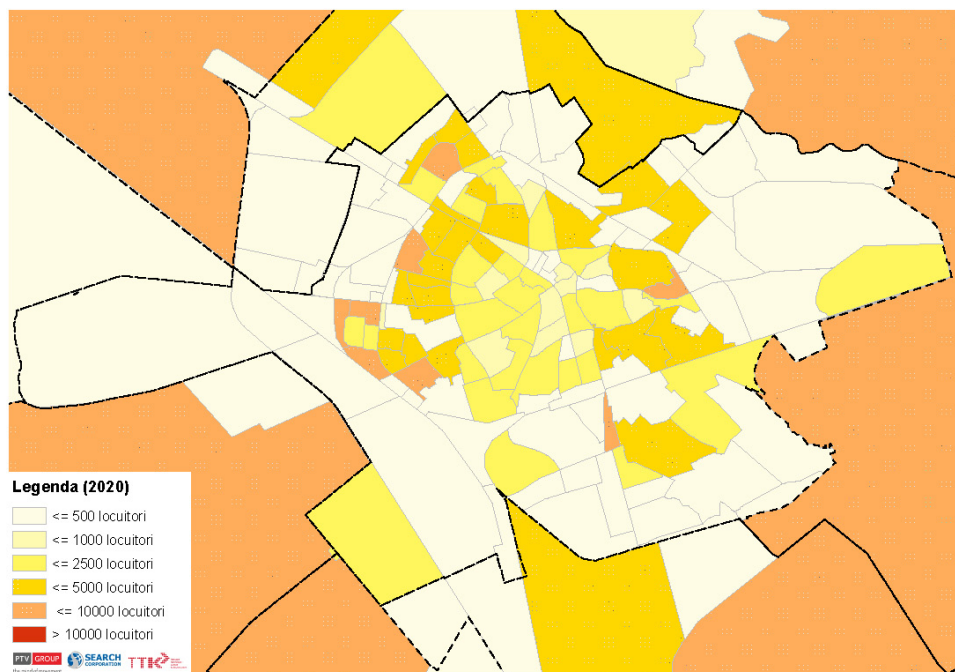 Legenda (2020)
<= 500 locuitori
<= 1000 locuitori
<= 2500 locuitori
<= 5000 locuitori
<= 10000 locuitori
> 10000 locuitori
PTV GROUP
SEARCH
CORPORATION
TTK